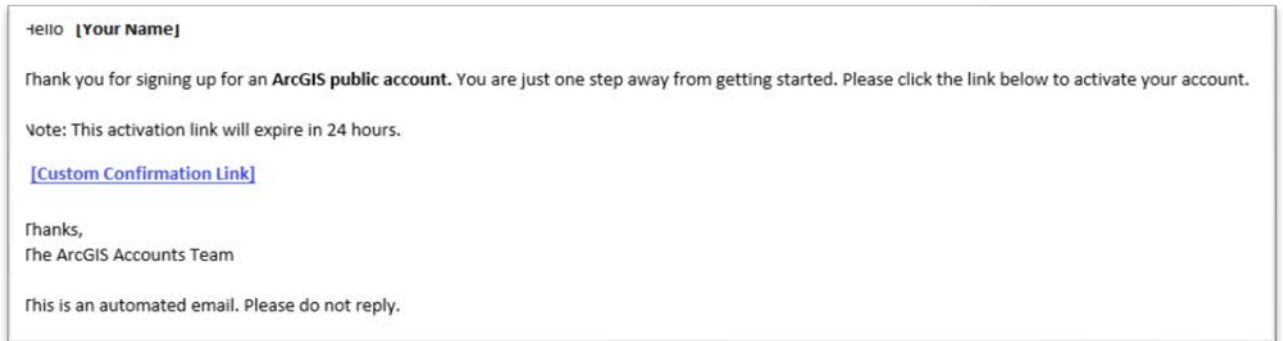 Hello [Your Name]
Thank you for signing up for an ArcGIS public account. You are just one step away from getting started. Please click the link below to activate your account.
Note: This activation link will expire in 24 hours.
[Custom Confirmation Link]
Thanks,
The ArcGIS Accounts Team
This is an automated email. Please do not reply.